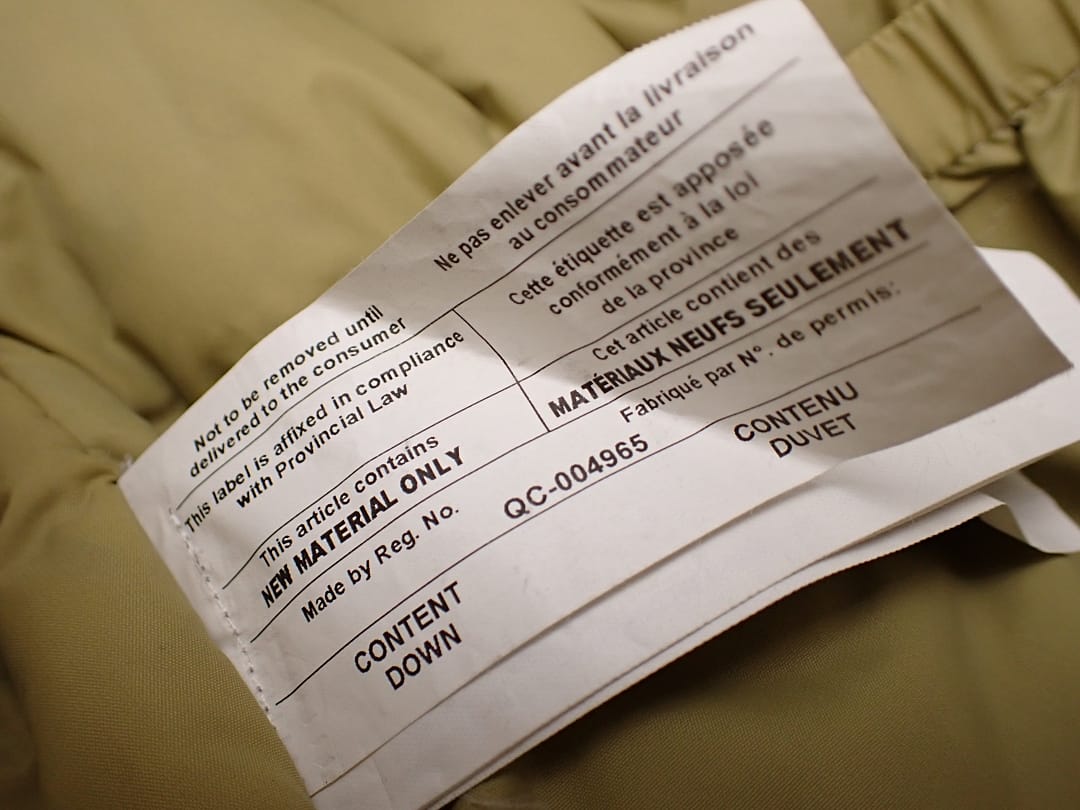 Not to be removed until
delivered to the consumer
Ne pas enlever avant la livraison
au consommateur
This label is affixed in compliance
with Provincial Law
Cette étiquette est apposée
conformément à la loi
de la province
This article contains
NEW MATERIAL ONLY
Cet article contient des
MATÉRIAUX NEUFS SEULEMENT
Made by Reg. No.
Fabriqué par N°. de permis:
QC-004965
CONTENT
DOWN
CONTENU
DUVET